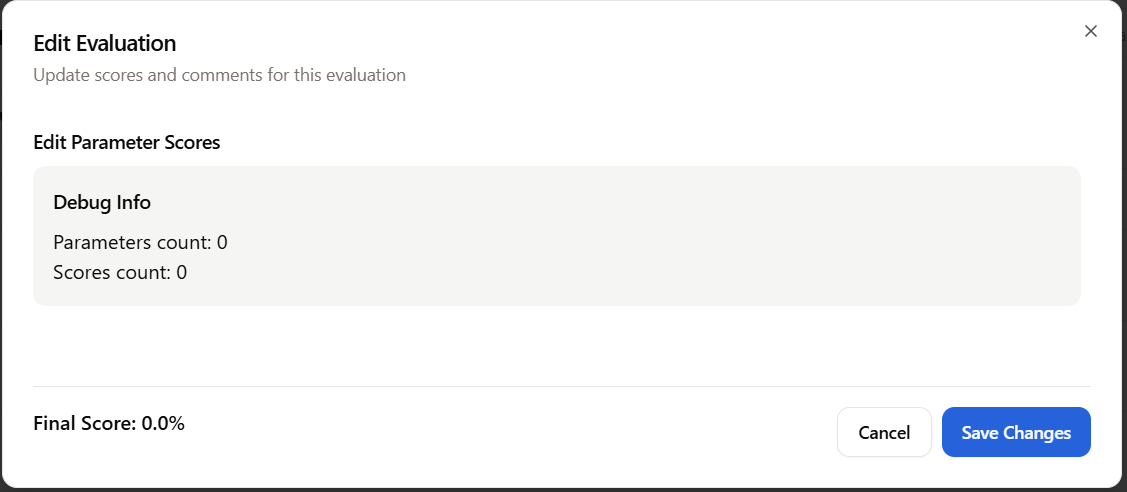 Edit Evaluation
Update scores and comments for this evaluation
Edit Parameter Scores
Debug Info
Parameters count: 0
Scores count: 0
Final Score: 0.0%
Cancel
Save Changes